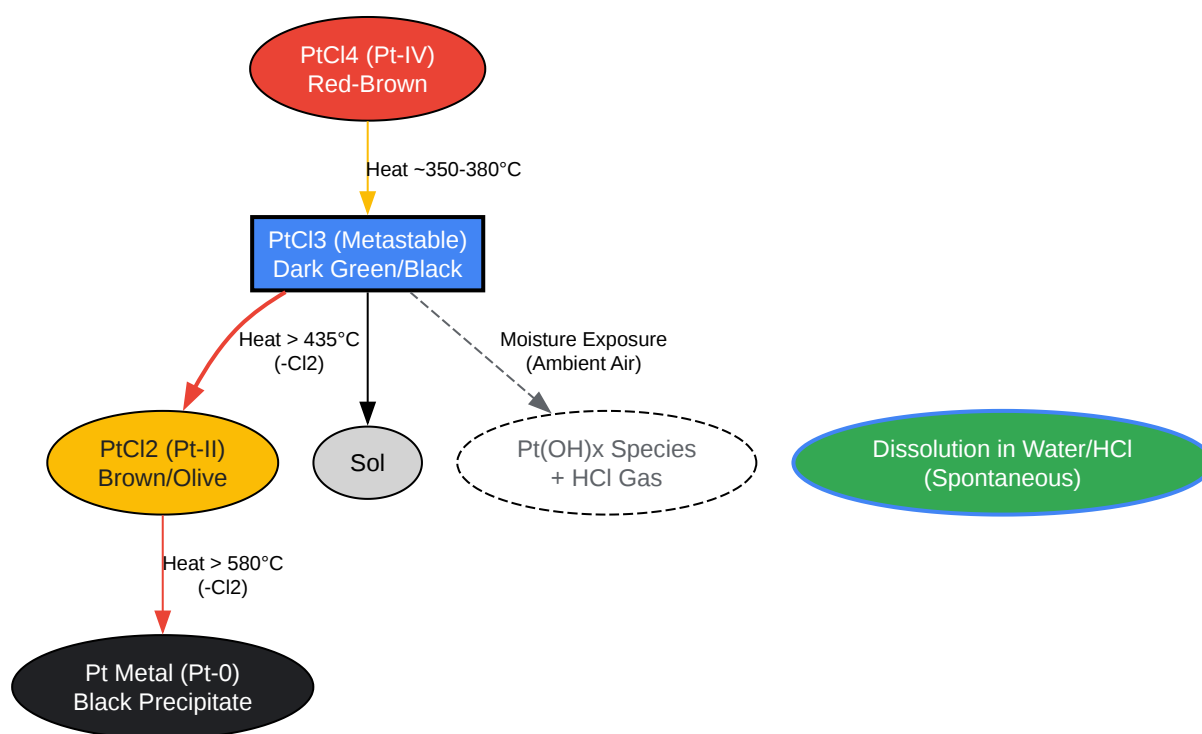 PtCl4 (Pt-IV)
Red-Brown
Heat ~350-380°C
PtCl3 (Metastable)
Dark Green/Black
Heat > 435°C
(-Cl2)
Moisture Exposure
(Ambient Air)
PtCl2 (Pt-II)
Brown/Olive
Sol
Pt(OH)x Species
+ HCl Gas
Dissolution in Water/HCl
(Spontaneous)
Heat > 580°C
(-Cl2)
Pt Metal (Pt-0)
Black Precipitate